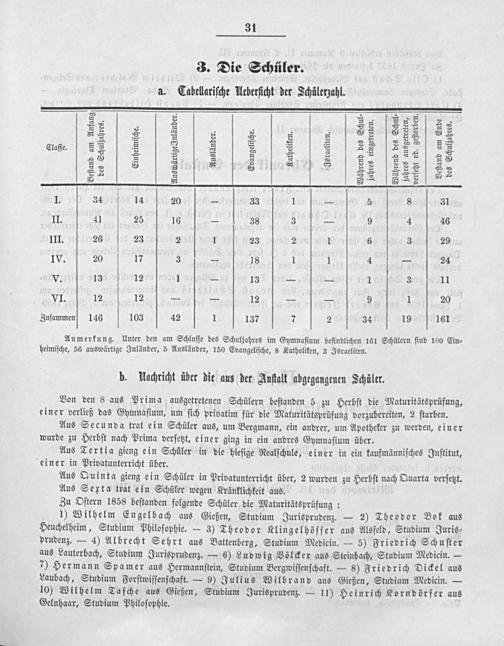 31
3. Die Schüler.
a. Tabellarische Uebersicht der Schülerzahl.
Classe. | Bestand am Anfang des Schuljahres. | Einheimische. | Auswärtige Inländer. | Ausländer. | Evangelische. | Katholiken. | Israeliten. | Während des Schuljahres eingetreten. | Während des Schuljahres ausgetreten, versetzt od. gestorben. | Bestand am Ende des Schuljahres.
I. 34 14 20 — 33 1 — 5 8 31
II. 41 25 16 — 38 3 — 9 4 46
III. 26 23 2 1 23 2 1 6 3 29
IV. 20 17 3 — 18 1 1 4 — 24
V. 13 12 1 — 13 — — 1 3 11
VI. 12 12 — — 12 — — 9 1 20
Zusammen 146 103 42 1 137 7 2 34 19 161
Anmerkung. Unter den am Schlusse des Schuljahres im Gymnasium befindlichen 161 Schülern sind 100 Ein-
heimische, 56 auswärtige Inländer, 5 Ausländer, 150 Evangelische, 8 Katholiken, 3 Israeliten.
b. Nachricht über die aus der Anstalt abgegangenen Schüler.
Von den 8 aus Prima ausgetretenen Schülern bestanden 5 zu Herbst die Maturitätsprüfung,
einer verließ das Gymnasium, um sich privatim für die Maturitätsprüfung vorzubereiten, 2 starben.
Aus Secunda trat ein Schüler aus, um Bergmann, ein andrer, um Apotheker zu werden, einer
wurde zu Herbst nach Prima versetzt, einer ging in ein andres Gymnasium über.
Aus Tertia gieng ein Schüler in die hiesige Realschule, einer in ein kaufmännisches Institut,
einer in Privatunterricht über.
Aus Quinta gieng ein Schüler in Privatunterricht über, 2 wurden zu Herbst nach Quarta versetzt.
Aus Sexta trat ein Schüler wegen Kränklichkeit aus.
Zu Ostern 1858 bestanden folgende Schüler die Maturitätsprüfung:
1) Wilhelm Engelbach aus Gießen, Studium Jurisprudenz. — 2) Theodor Bok aus
Heuchelheim, Studium Philosophie. — 3) Theodor Klingelhöffer aus Alsfeld, Studium Juris-
prudenz. — 4) Albrecht Sehrt aus Battenberg, Studium Medicin. — 5) Friedrich Schuster
aus Lauterbach, Studium Jurisprudenz. — 6) Ludwig Völcker aus Steinbach, Studium Medicin. —
7) Hermann Spamer aus Hermannstein, Studium Bergwissenschaft. — 8) Friedrich Dickel aus
Laubach, Studium Forstwissenschaft. — 9) Julius Wilbrand aus Gießen, Studium Medicin. —
10) Wilhelm Tasche aus Gießen, Studium Jurisprudenz. — 11) Heinrich Korndörfer aus
Gelnhaar, Studium Philosophie.